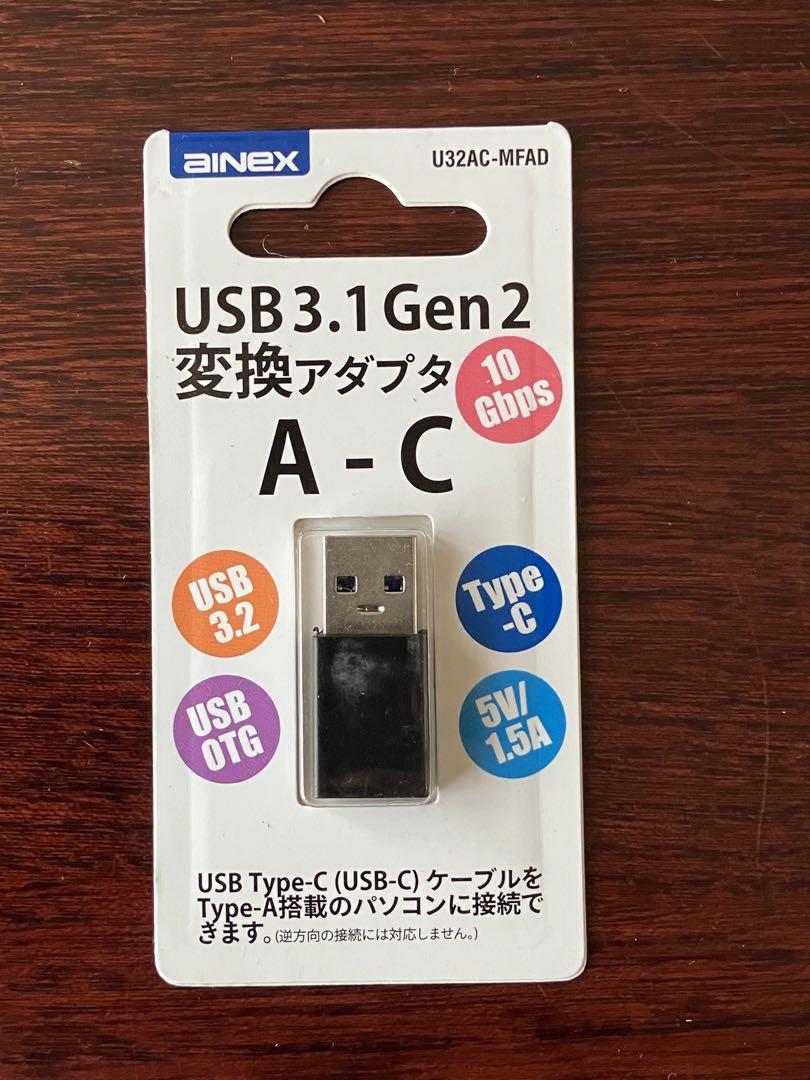 AINEX
U32AC-MFAD
USB 3.1 Gen 2
変換アダプタ
10
Gbps
A - C
USB
3.2
Type
-C
USB
OTG
5V/
1.5A
USB Type-C (USB-C) ケーブルを
Type-A搭載のパソコンに接続で
きます。(逆方向の接続には対応しません。)